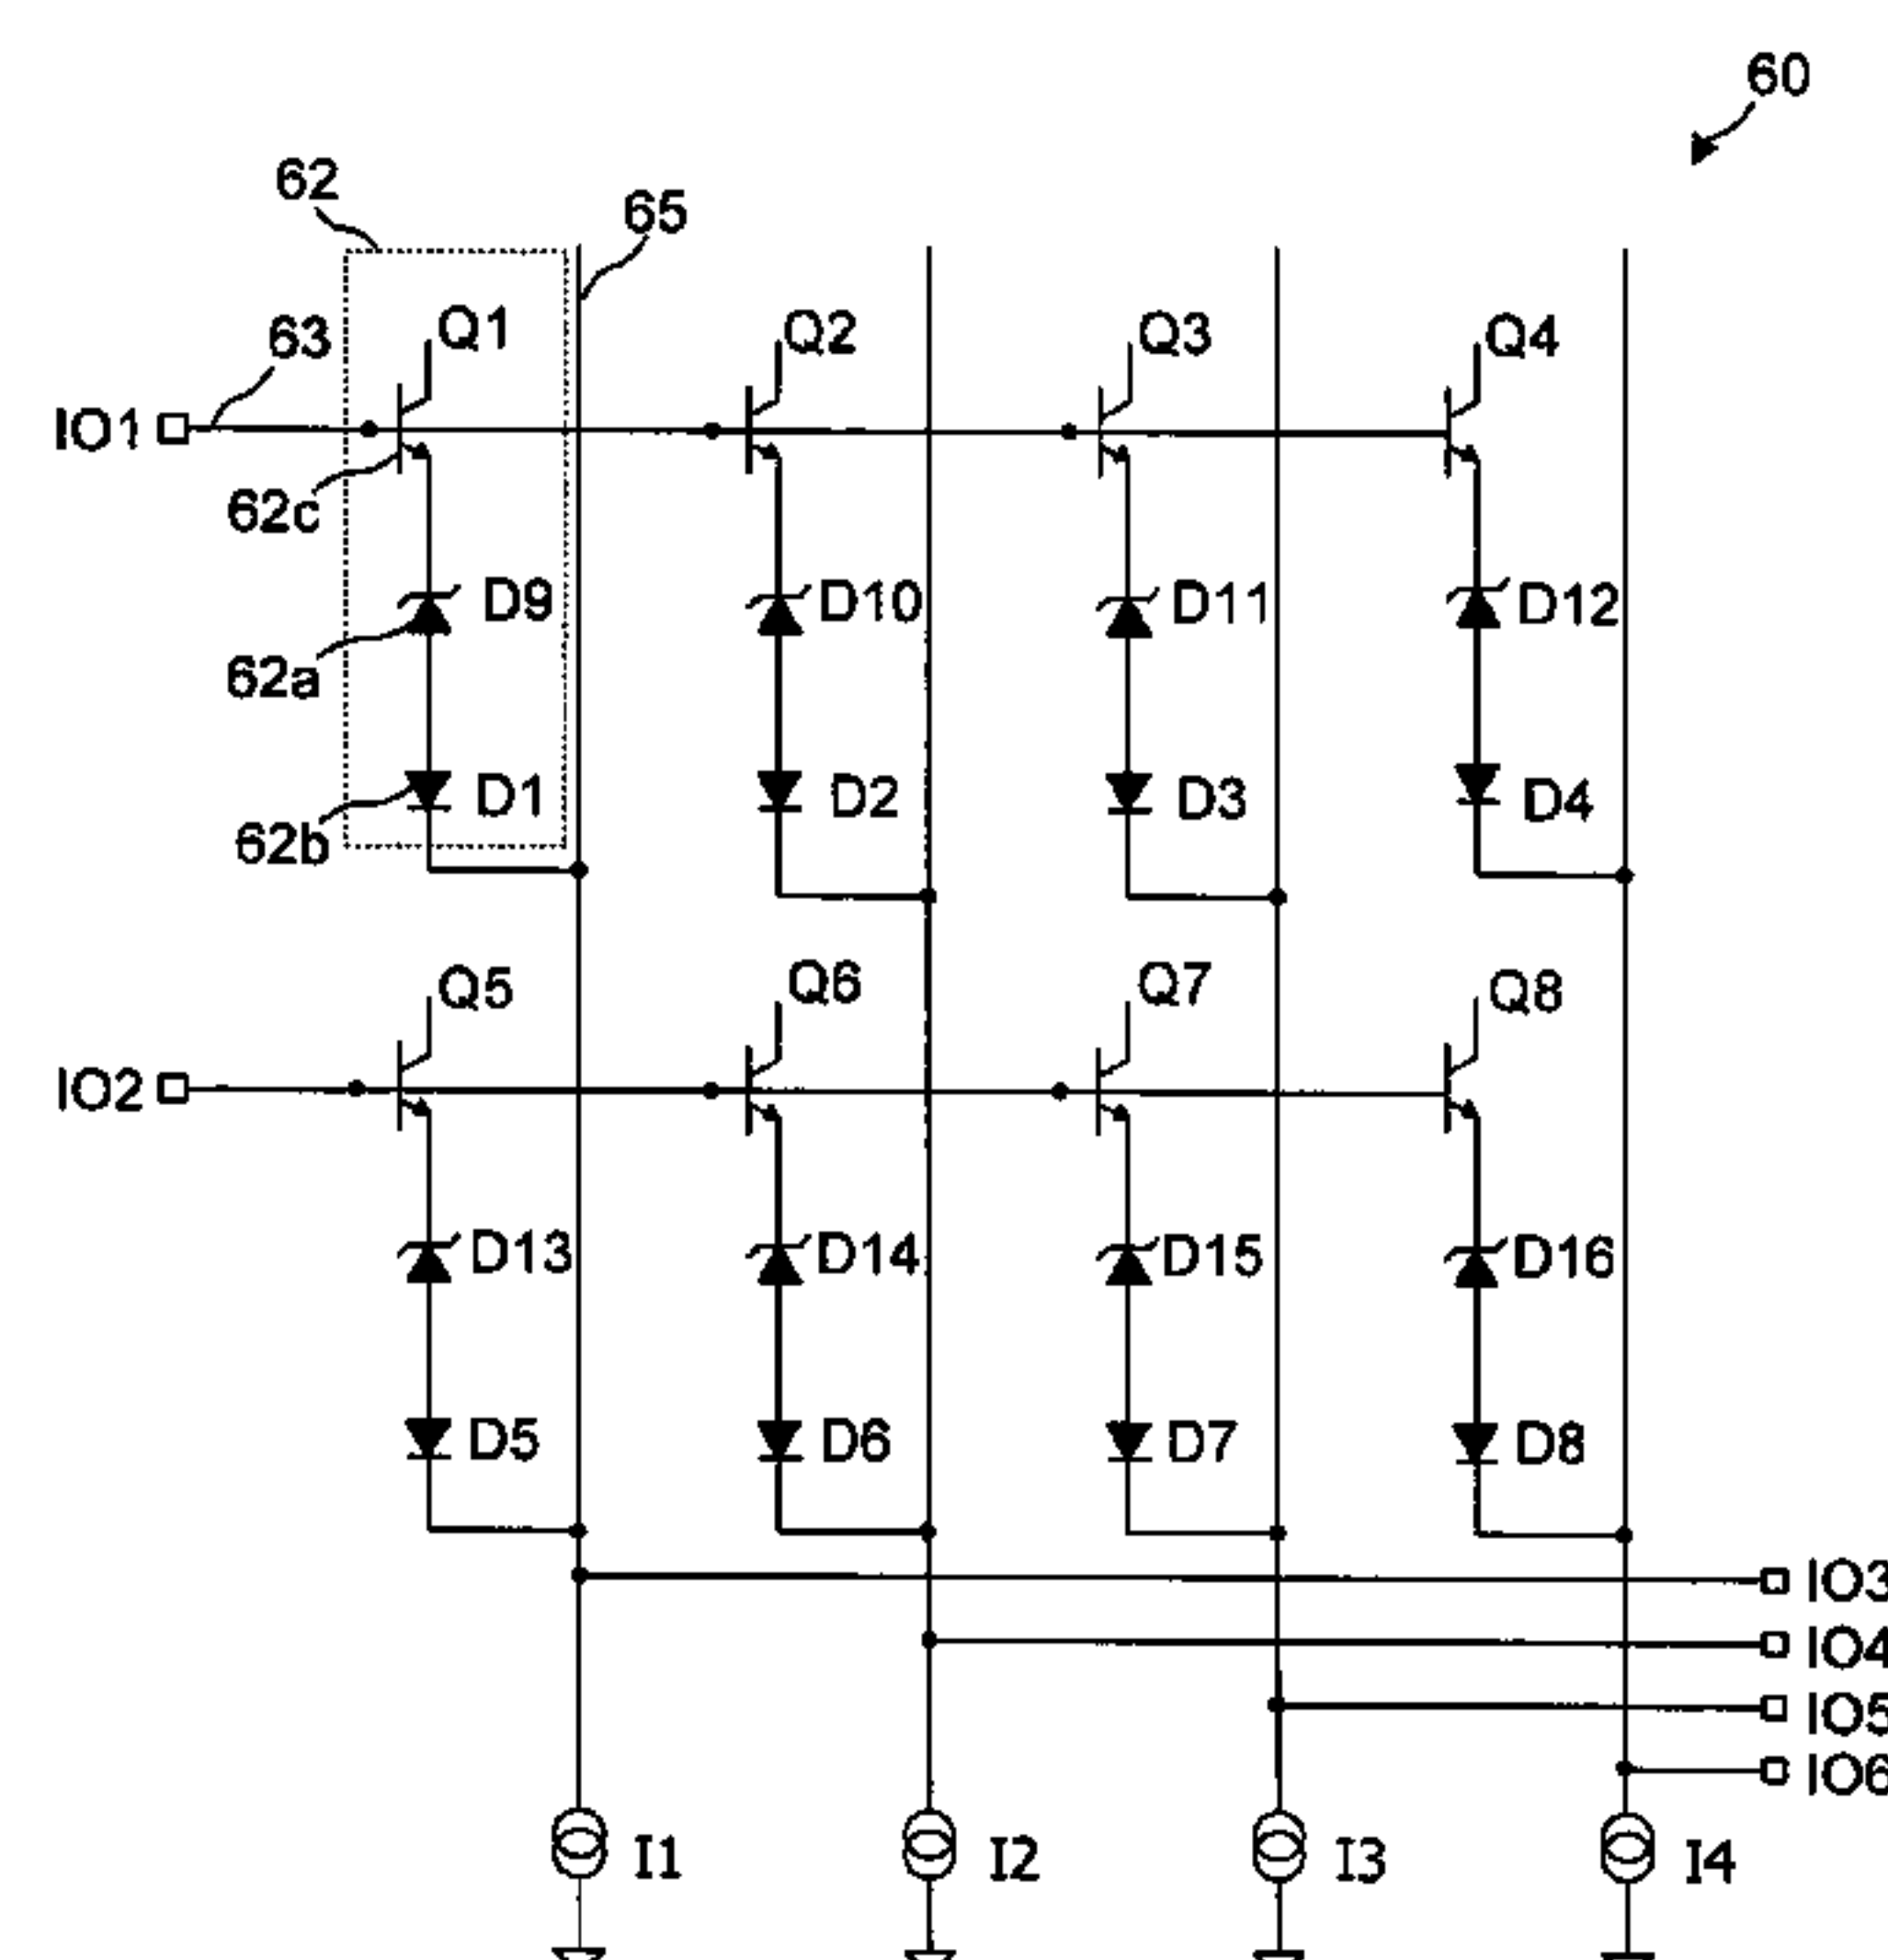 60
62
65
63
Q1 Q2 Q3 Q4
IO1
62c
D9 D10 D11 D12
62a
D1 D2 D3 D4
62b
Q5 Q6 Q7 Q8
IO2
D13 D14 D15 D16
D5 D6 D7 D8
IO3
IO4
IO5
IO6
I1 I2 I3 I4